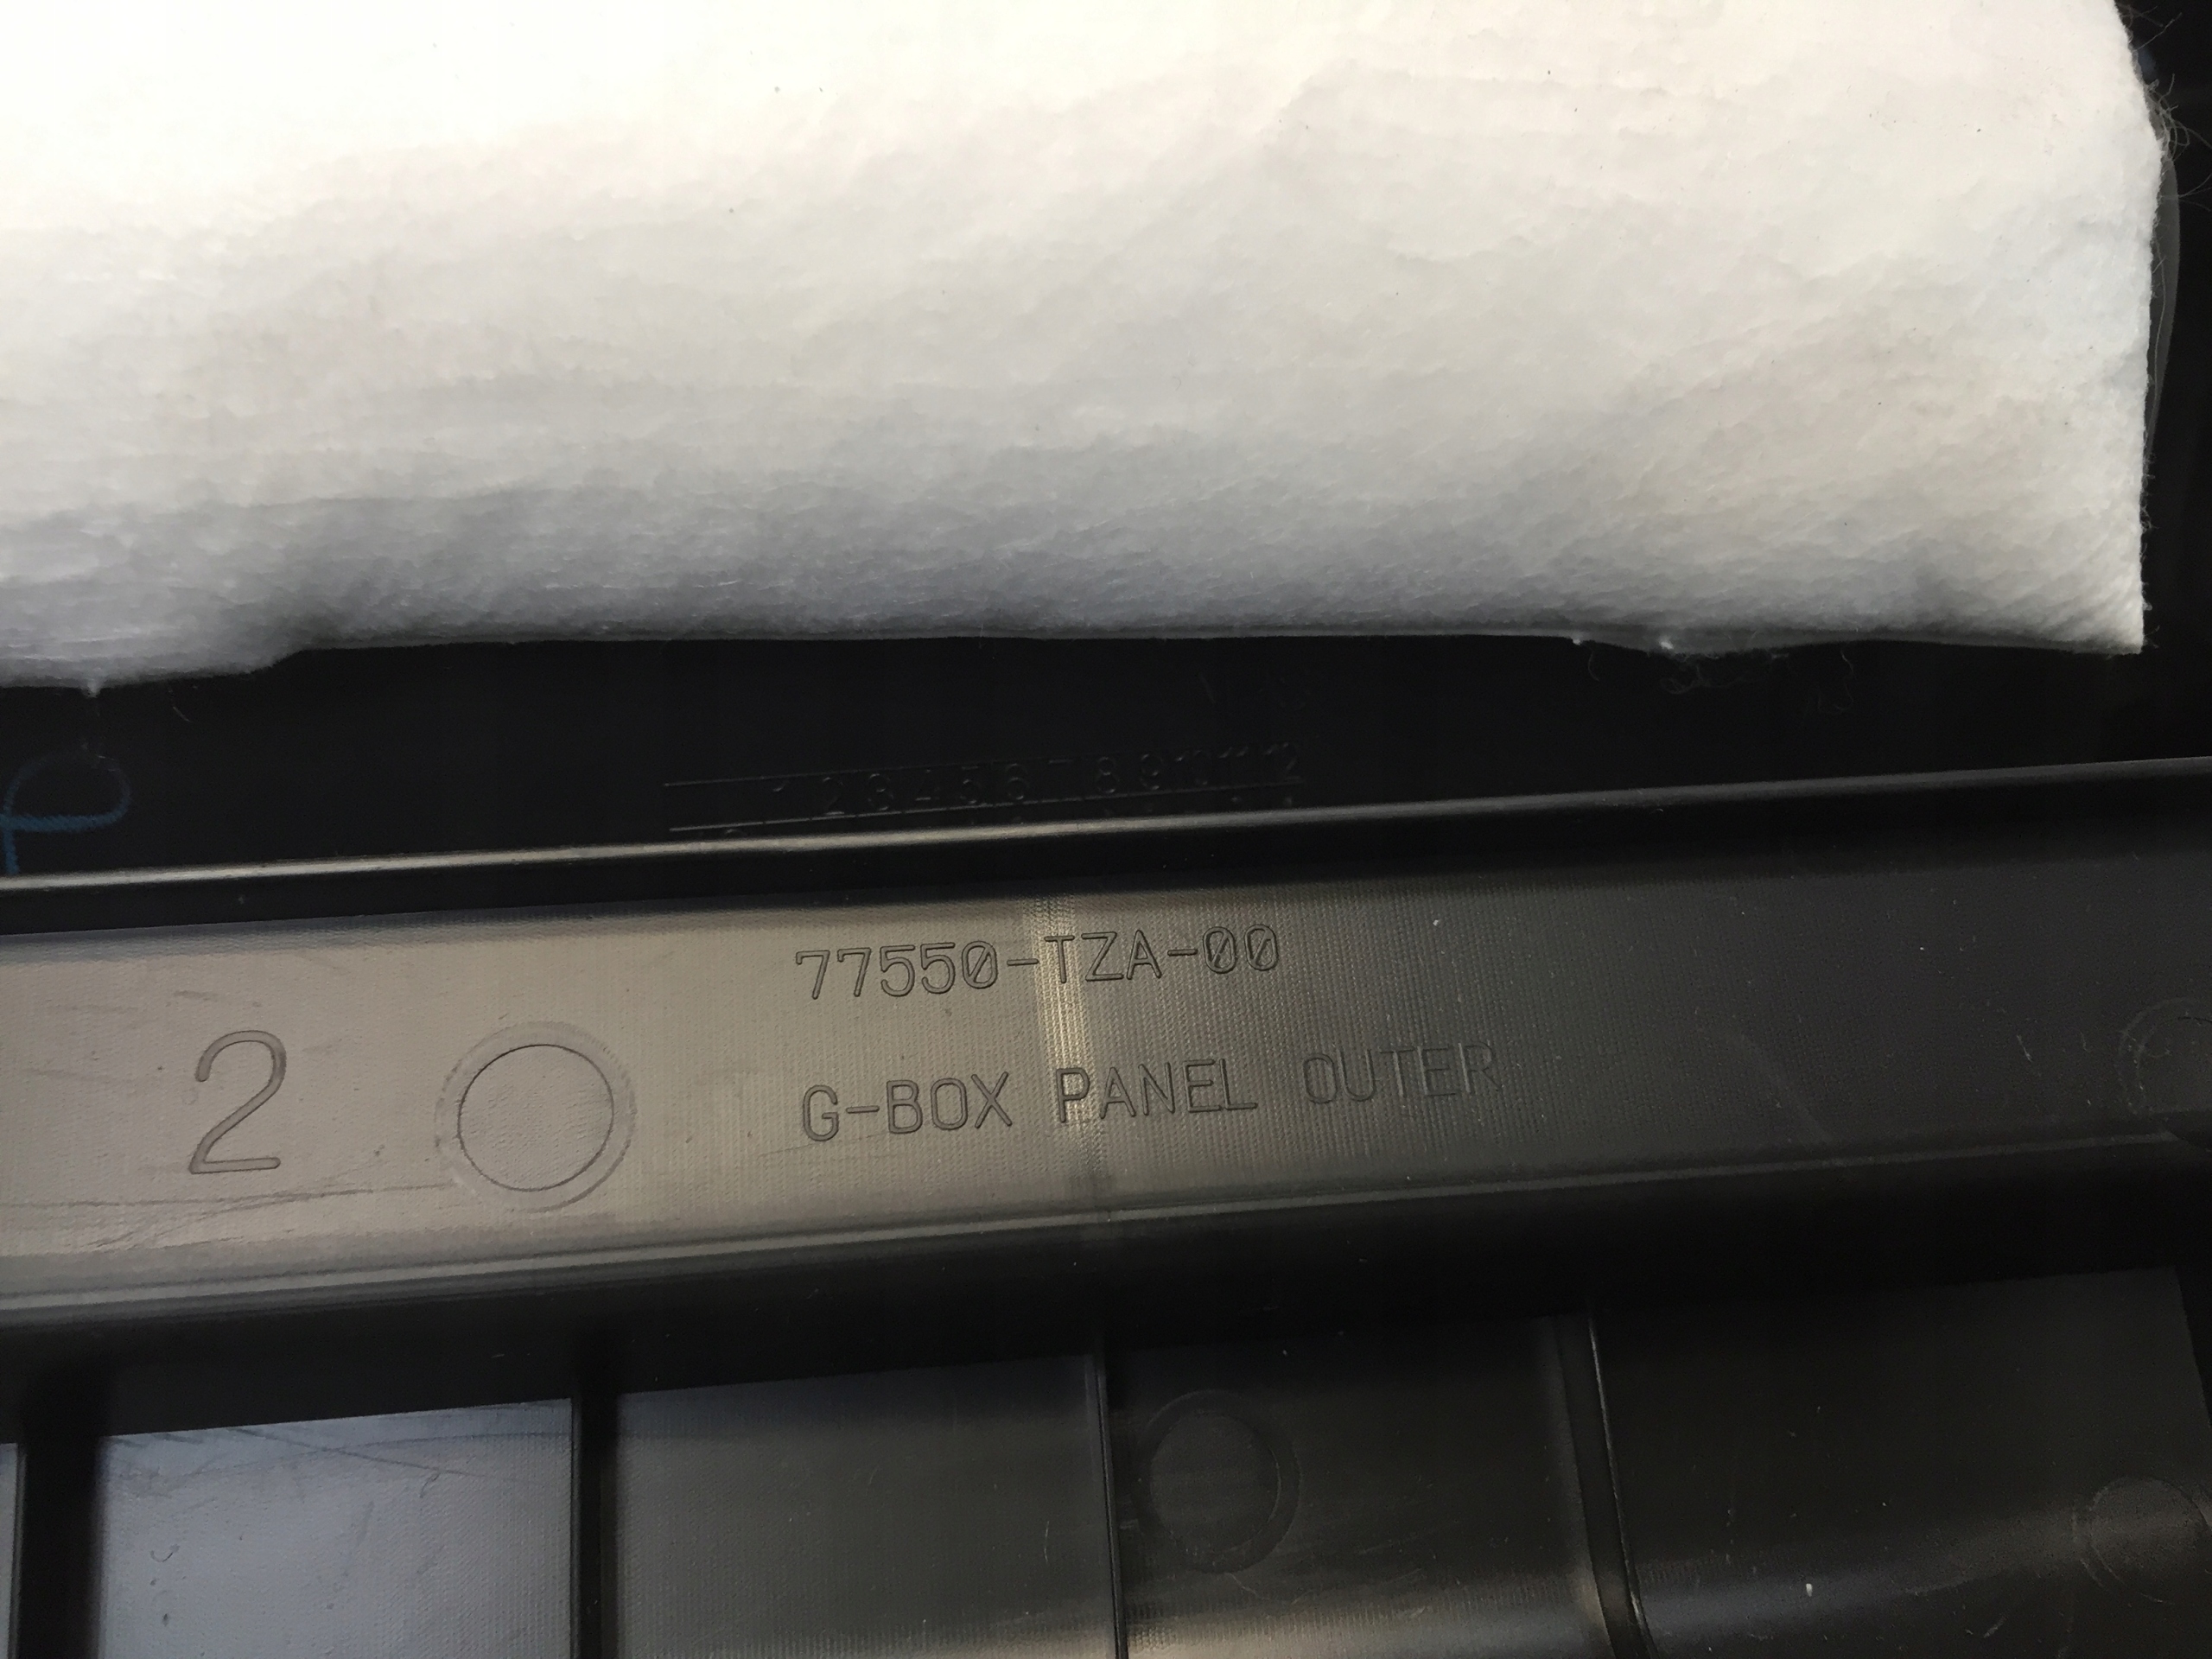 1 2 3 4 5 6 7 8 9 10 11 12
77550-TZA-00
2
G-BOX PANEL OUTER